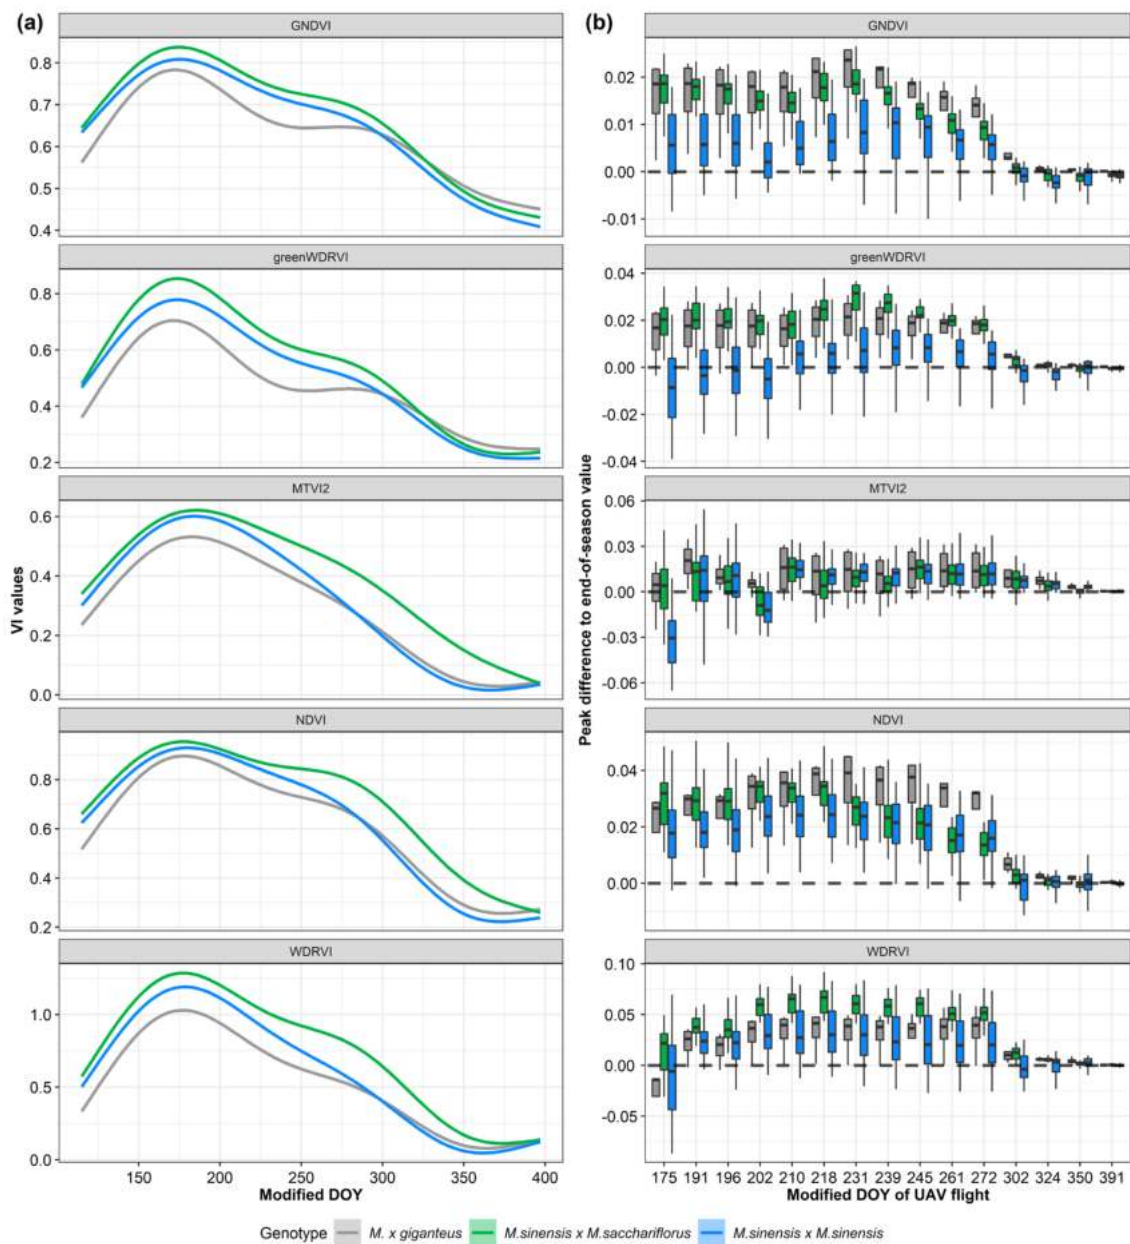 (a)
GNDVI
0.8
0.7
0.6
0.5
0.4
greenWDRVI
0.8
0.6
0.4
0.2
MTVI2
0.6
0.4
0.2
0.0
NDVI
0.8
0.6
0.4
0.2
WDRVI
1.0
0.5
0.0
150 200 250 300 350 400
Modified DOY
VI values
(b)
GNDVI
0.02
0.01
0.00
-0.01
greenWDRVI
0.04
0.02
0.00
-0.02
-0.04
MTVI2
0.06
0.03
0.00
-0.03
-0.06
NDVI
0.04
0.02
0.00
WDRVI
0.10
0.05
0.00
-0.05
175 191 196 202 210 218 231 239 245 261 272 302 324 350 391
Modified DOY of UAV flight
Peak difference to end-of-season value
Genotype M. x giganteus M.sinensis x M.sacchariflorus M.sinensis x M.sinensis